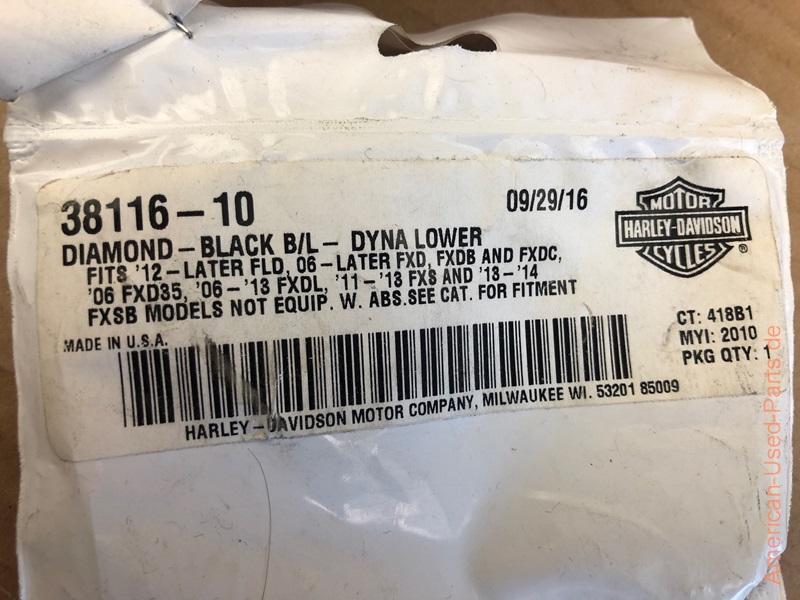 38116-10
09/29/16
MOTOR
HARLEY-DAVIDSON
CYCLES
®
DIAMOND-BLACK B/L- DYNA LOWER
FITS '12-LATER FLD, 06-LATER FXD, FXDB AND FXDC,
'06 FXD35, '06-'13 FXDL, '11-'13 FXS AND '13-'14
FXSB MODELS NOT EQUIP. W. ABS.SEE CAT. FOR FITMENT
MADE IN U.S.A.
CT: 418B1
MYI: 2010
PKG QTY: 1
HARLEY-DAVIDSON MOTOR COMPANY, MILWAUKEE WI. 53201 85009
American-Used-Parts.de